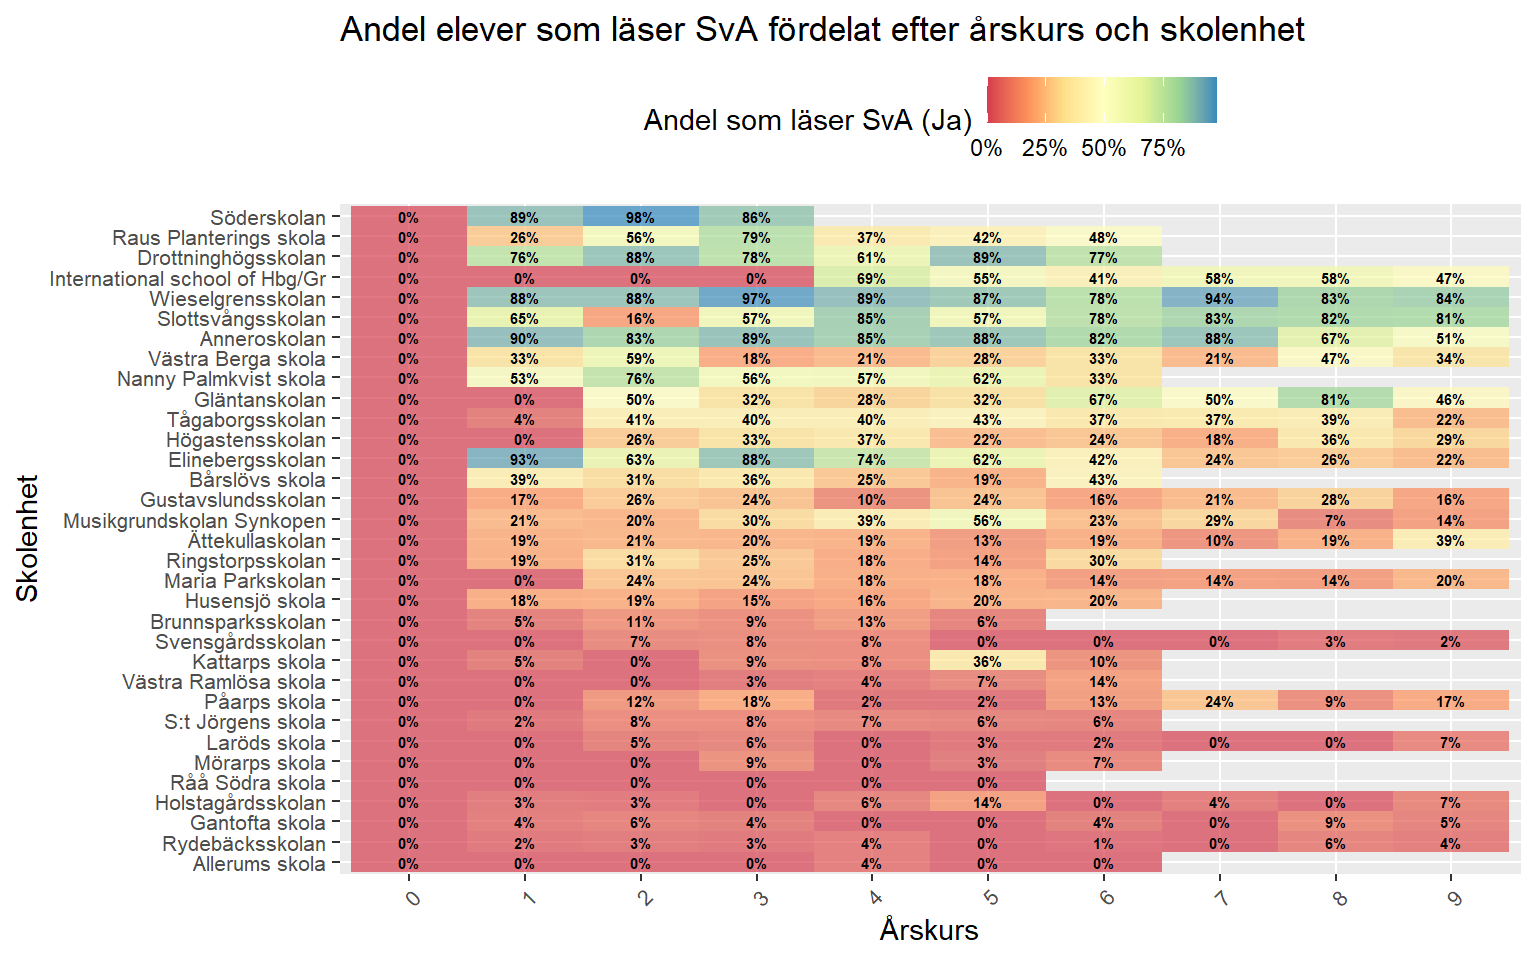 Andel elever som läser SvA fördelat efter årskurs och skolenhet
Andel som läser SvA (Ja)
0% 25% 50% 75%
Skolenhet
Söderskolan 0% 89% 98% 86%
Raus Planterings skola 0% 26% 56% 79% 37% 42% 48%
Drottninghögsskolan 0% 76% 88% 78% 61% 89% 77%
International school of Hbg/Gr 0% 0% 0% 0% 69% 55% 41% 58% 58% 47%
Wieselgrensskolan 0% 88% 88% 97% 89% 87% 78% 94% 83% 84%
Slottsvångsskolan 0% 65% 16% 57% 85% 57% 78% 83% 82% 81%
Anneroskolan 0% 90% 83% 89% 85% 88% 82% 88% 67% 51%
Västra Berga skola 0% 33% 59% 18% 21% 28% 33% 21% 47% 34%
Nanny Palmkvist skola 0% 53% 76% 56% 57% 62% 33%
Gläntanskolan 0% 0% 50% 32% 28% 32% 67% 50% 81% 46%
Tågaborgsskolan 0% 4% 41% 40% 40% 43% 37% 37% 39% 22%
Högastensskolan 0% 0% 26% 33% 37% 22% 24% 18% 36% 29%
Elinebergsskolan 0% 93% 63% 88% 74% 62% 42% 24% 26% 22%
Bårslövs skola 0% 39% 31% 36% 25% 19% 43%
Gustavslundsskolan 0% 17% 26% 24% 10% 24% 16% 21% 28% 16%
Musikgrundskolan Synkopen 0% 21% 20% 30% 39% 56% 23% 29% 7% 14%
Ättekullaskolan 0% 19% 21% 20% 19% 13% 19% 10% 19% 39%
Ringstorpsskolan 0% 19% 31% 25% 18% 14% 30%
Maria Parkskolan 0% 0% 24% 24% 18% 18% 14% 14% 14% 20%
Husensjö skola 0% 18% 19% 15% 16% 20% 20%
Brunnsparksskolan 0% 5% 11% 9% 13% 6%
Svensgårdsskolan 0% 0% 7% 8% 8% 0% 0% 0% 3% 2%
Kattarps skola 0% 5% 0% 9% 8% 36% 10%
Västra Ramlösa skola 0% 0% 0% 3% 4% 7% 14%
Påarps skola 0% 0% 12% 18% 2% 2% 13% 24% 9% 17%
S:t Jörgens skola 0% 2% 8% 8% 7% 6% 6%
Laröds skola 0% 0% 5% 6% 0% 3% 2% 0% 0% 7%
Mörarps skola 0% 0% 0% 9% 0% 3% 7%
Råå Södra skola 0% 0% 0% 0% 0% 0%
Holstagårdsskolan 0% 3% 3% 0% 6% 14% 0% 4% 0% 7%
Gantofta skola 0% 4% 6% 4% 0% 0% 4% 0% 9% 5%
Rydebäcksskolan 0% 2% 3% 3% 4% 0% 1% 0% 6% 4%
Allerums skola 0% 0% 0% 0% 4% 0% 0%
0 1 2 3 4 5 6 7 8 9
Årskurs